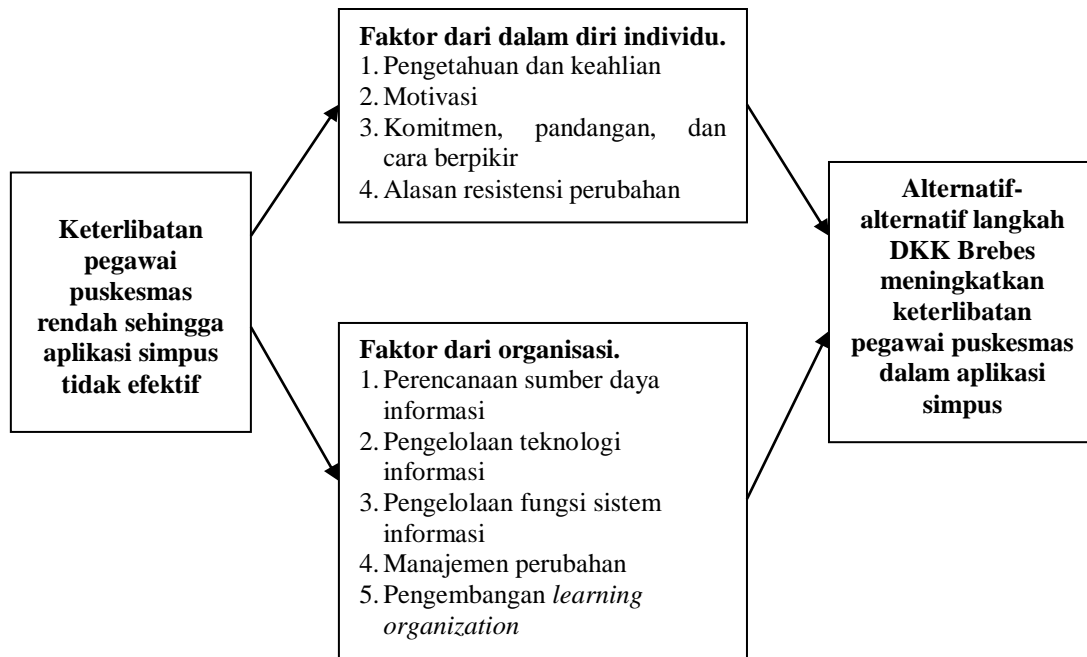 Keterlibatan
pegawai
puskesmas
rendah sehingga
aplikasi simpus
tidak efektif
Faktor dari dalam diri individu.
1. Pengetahuan dan keahlian
2. Motivasi
3. Komitmen, pandangan, dan
cara berpikir
4. Alasan resistensi perubahan
Faktor dari organisasi.
1. Perencanaan sumber daya
informasi
2. Pengelolaan teknologi
informasi
3. Pengelolaan fungsi sistem
informasi
4. Manajemen perubahan
5. Pengembangan learning
organization
Alternatif-
alternatif langkah
DKK Brebes
meningkatkan
keterlibatan
pegawai puskesmas
dalam aplikasi
simpus